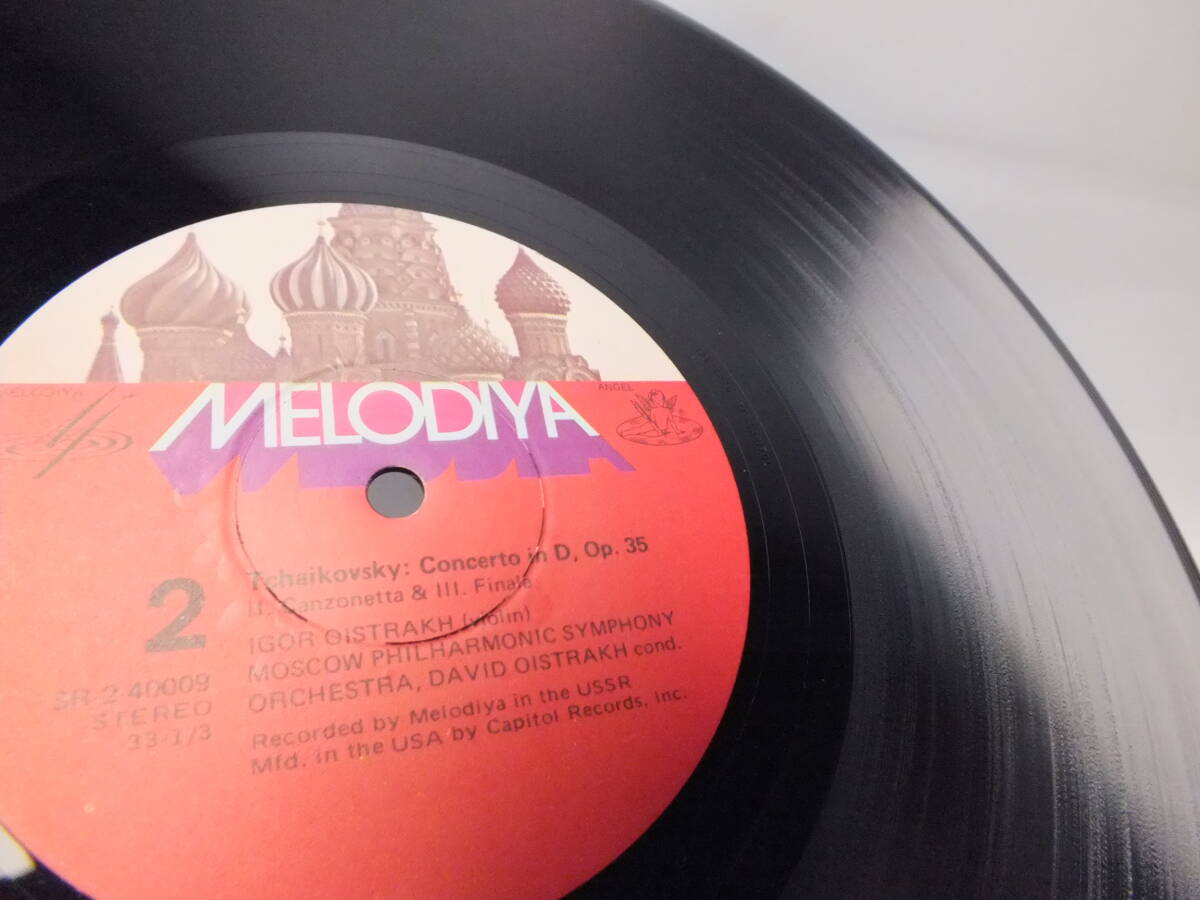 MELODIYA
ANGEL
MELODIYA
2
Tchaikovsky: Concerto in D, Op. 35
II. Canzonetta & III. Finale
IGOR OISTRAKH (violin)
MOSCOW PHILHARMONIC SYMPHONY
ORCHESTRA, DAVID OISTRAKH cond.
SR-2-40009
STEREO
33-1/3
Recorded by Melodiya in the USSR
Mfd. in the USA by Capitol Records, Inc.